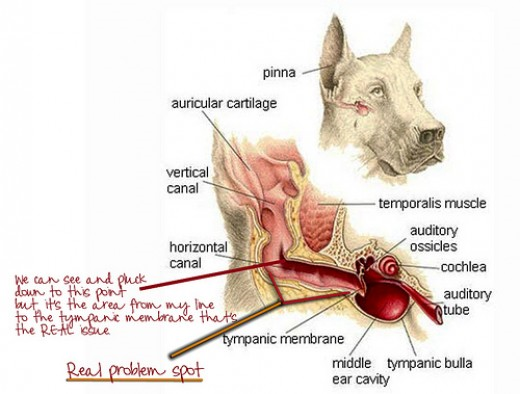 pinna
auricular cartilage
vertical
canal
temporalis muscle
auditory
ossicles
horizontal
canal
cochlea
We can see and pluck
down to this point
but it's the area from my line
to the tympanic membrane that's
the REAL issue
auditory
tube
tympanic membrane
Real problem spot
middle
ear cavity
tympanic bulla